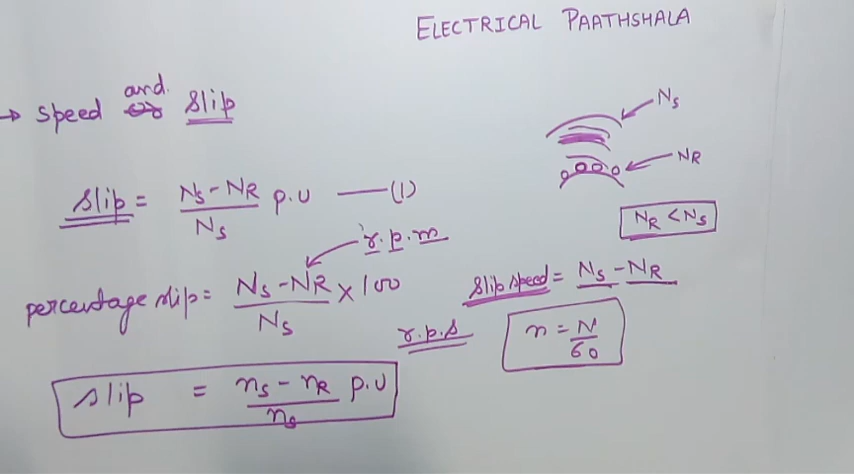 ELECTRICAL PAATHSHALA
→ speed and slip
Ns
NR
slip = Ns - NR / Ns p.u — (1)
NR < Ns
r.p.m
percentage slip = Ns - NR / Ns × 100
slip speed = Ns - NR
r.p.s
n = N / 60
slip = ns - nR / ns p.u